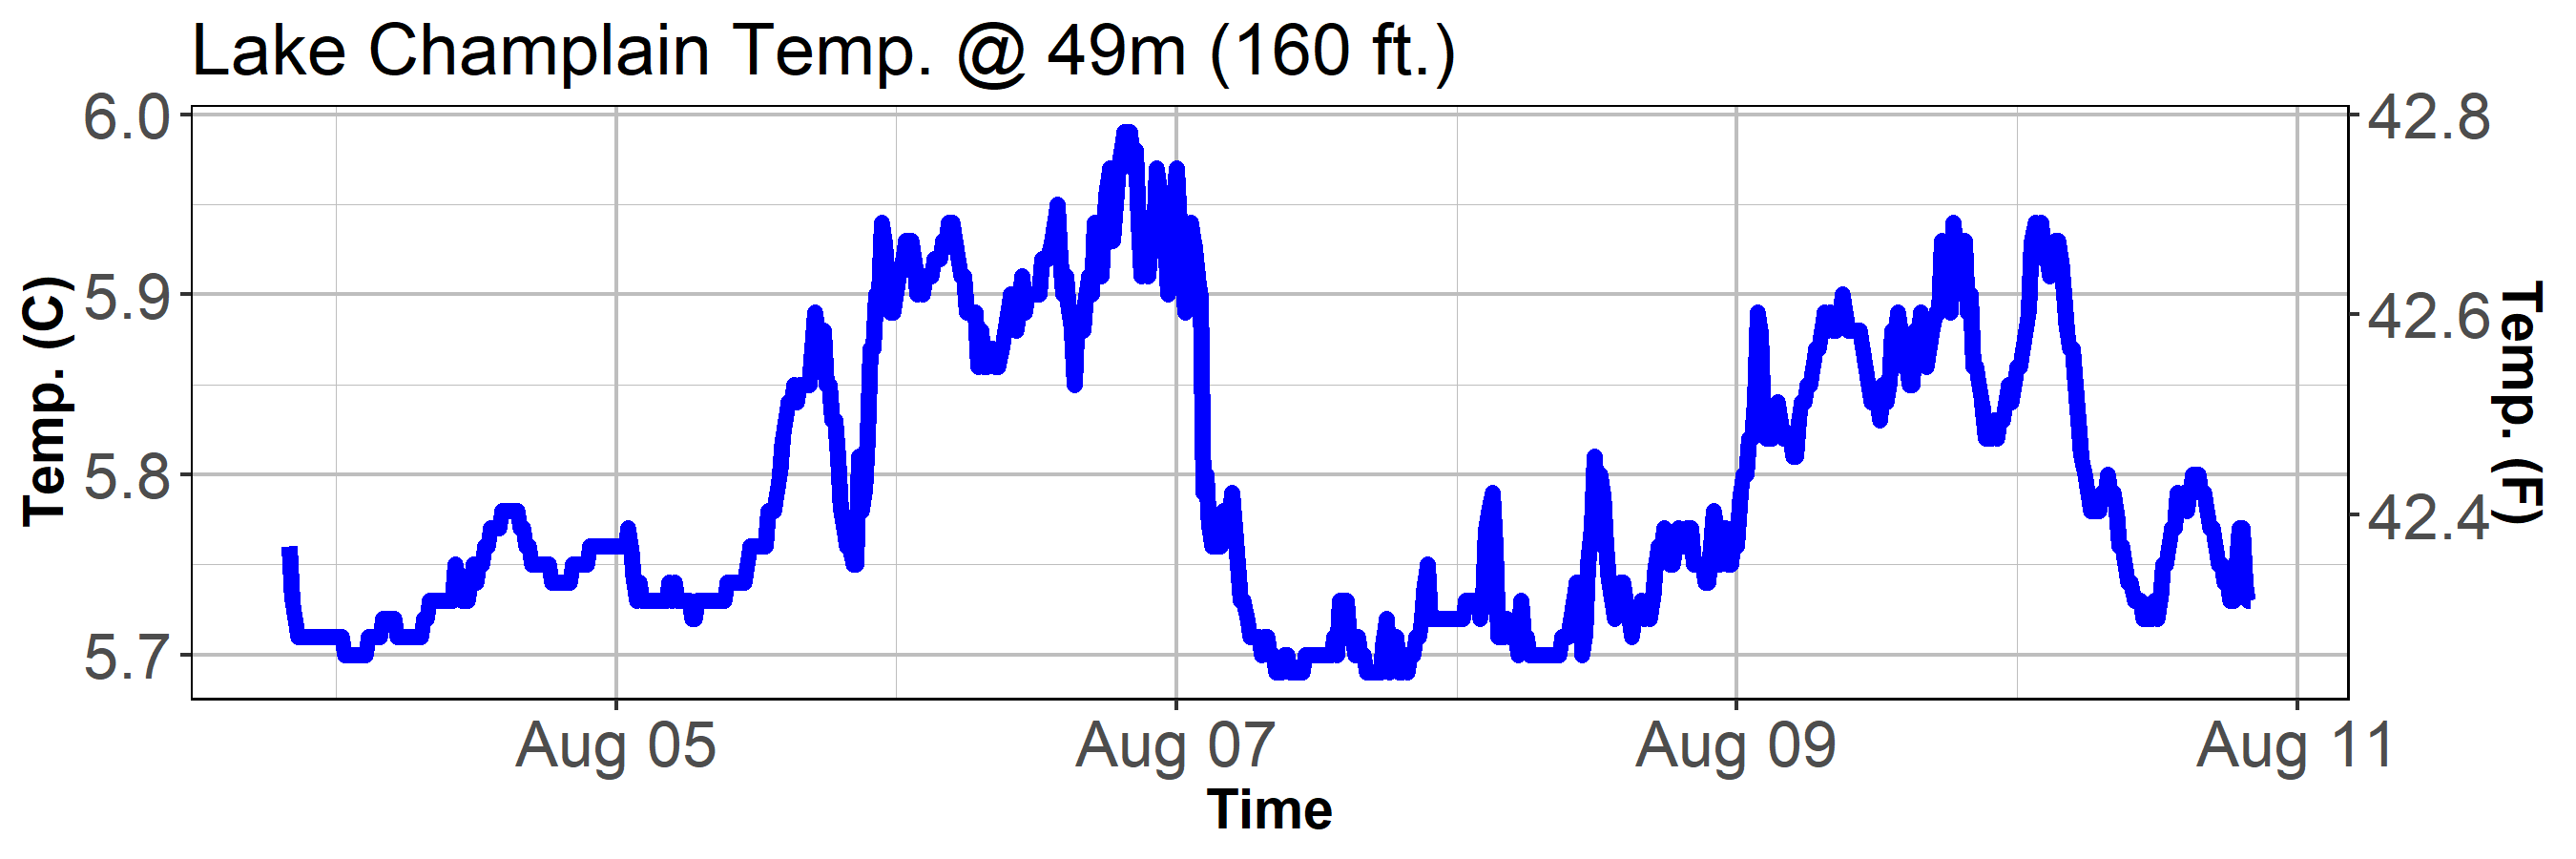 Lake Champlain Temp. @ 49m (160 ft.)
6.0
5.9
5.8
5.7
Temp. (C)
42.8
42.6
42.4
Temp. (F)
Aug 05 Aug 07 Aug 09 Aug 11
Time